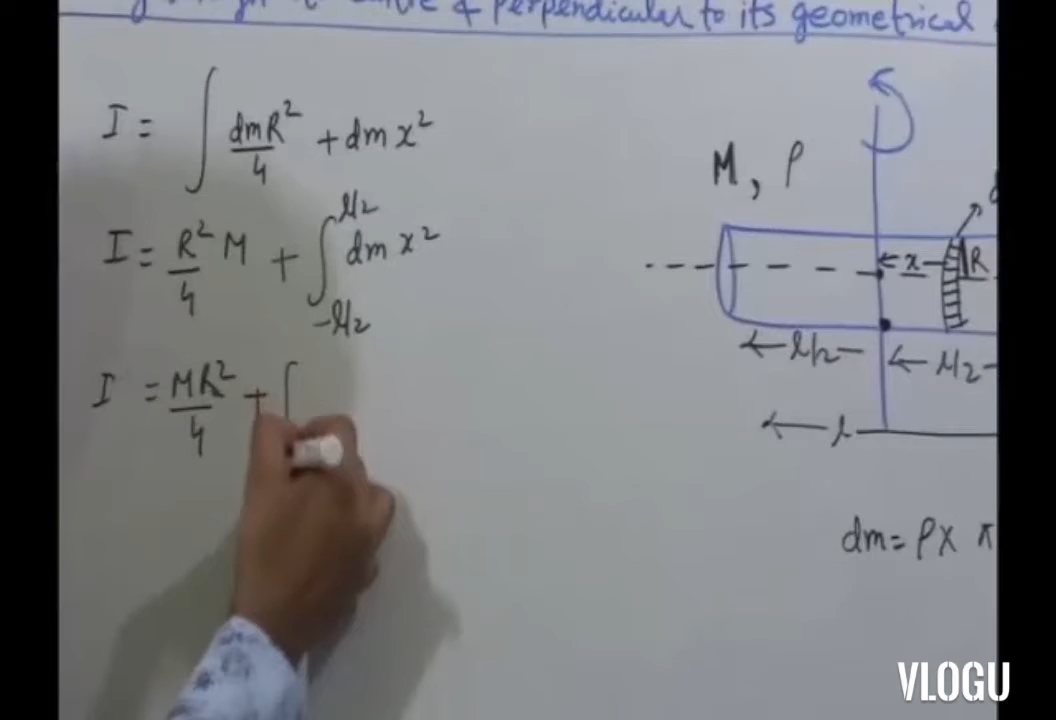 & perpendicular to its geometrical
I = ∫ dmR²/4 + dm x²
I = R²/4 M + ∫ dm x²
l/2
-l/2
I = MR²/4 + ∫
M, ρ
x R
l/2 l/2
l
dm = ρ x π
VLOGU